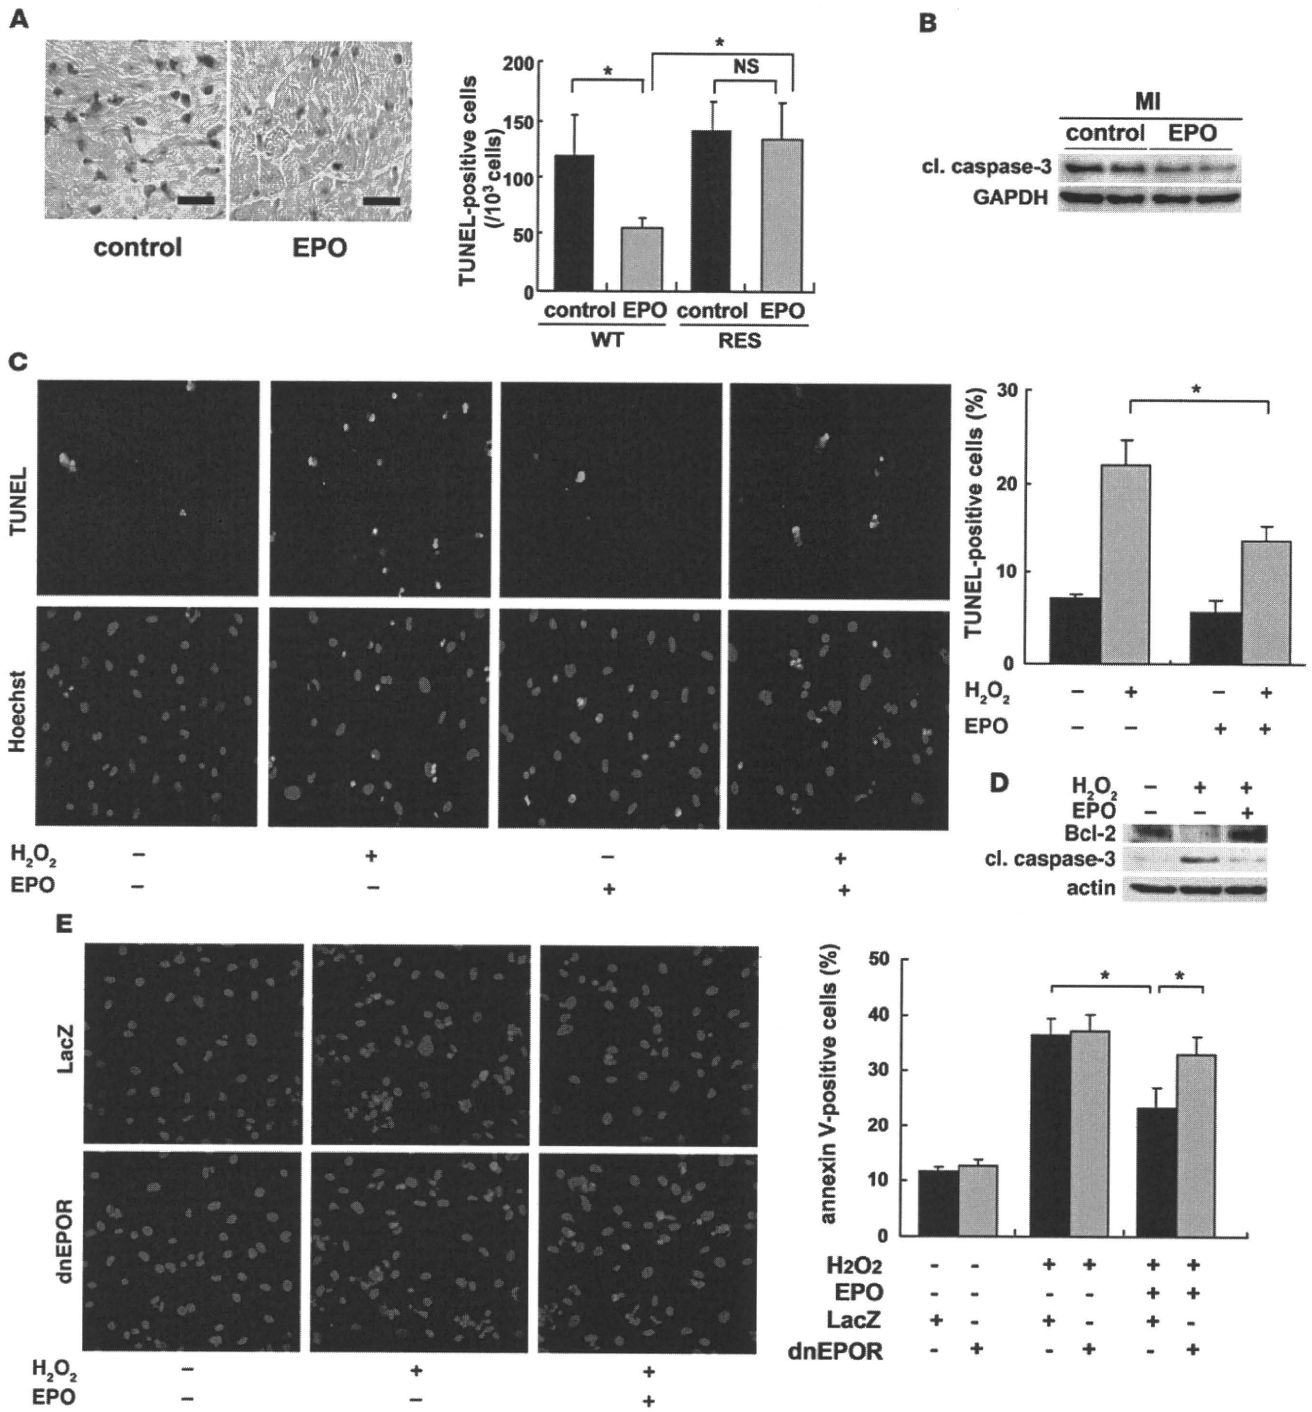 A
control EPO
TUNEL-positive cells
(/10³ cells)
200
150
100
50
0
*
*
NS
control EPO control EPO
WT RES
B
MI
control EPO
cl. caspase-3
GAPDH
C
TUNEL
Hoechst
H₂O₂ − + − +
EPO − − + +
TUNEL-positive cells (%)
30
20
10
0
*
H₂O₂ − + − +
EPO − − + +
D
H₂O₂ − + +
EPO − − +
Bcl-2
cl. caspase-3
actin
E
LacZ
dnEPOR
H₂O₂ − + +
EPO − − +
annexin V-positive cells (%)
50
40
30
20
10
0
* *
H2O2 - - + + + +
EPO - - - - + +
LacZ + - + - + -
dnEPOR - + - + - +